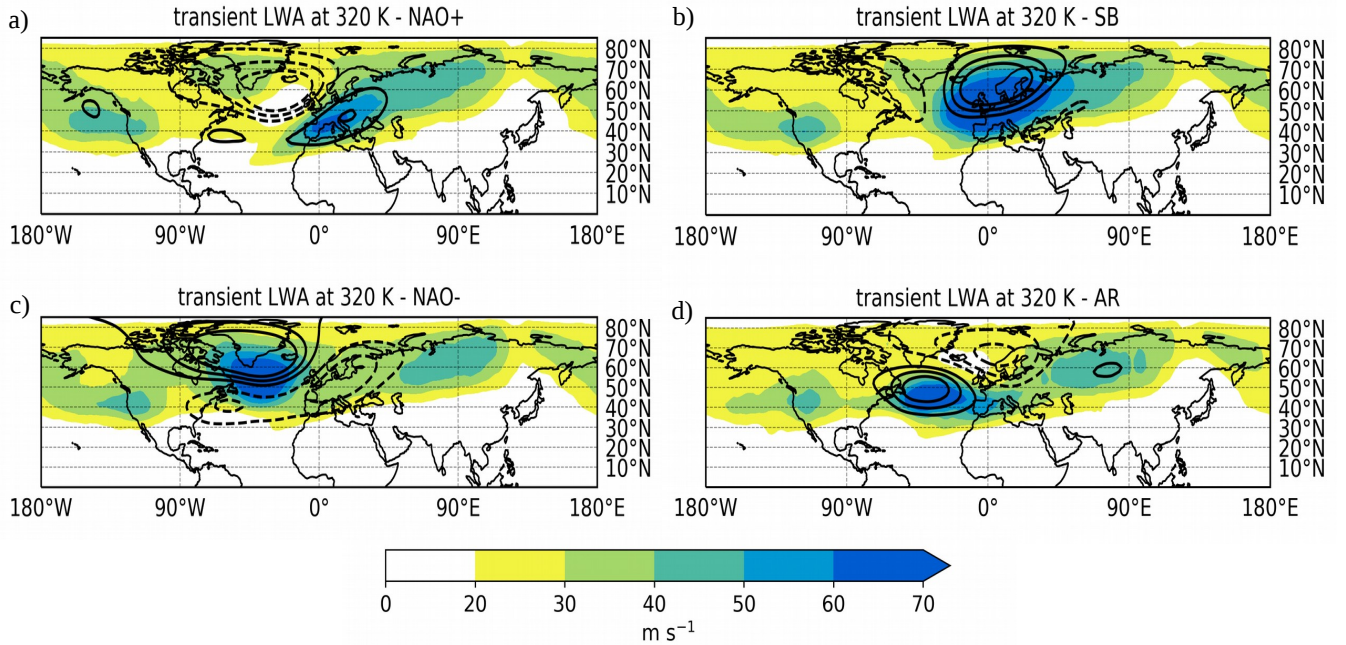 a)
transient LWA at 320 K - NAO+
80°N
70°N
60°N
50°N
40°N
30°N
20°N
10°N
180°W 90°W 0° 90°E 180°E
b)
transient LWA at 320 K - SB
80°N
70°N
60°N
50°N
40°N
30°N
20°N
10°N
180°W 90°W 0° 90°E 180°E
c)
transient LWA at 320 K - NAO-
80°N
70°N
60°N
50°N
40°N
30°N
20°N
10°N
180°W 90°W 0° 90°E 180°E
d)
transient LWA at 320 K - AR
80°N
70°N
60°N
50°N
40°N
30°N
20°N
10°N
180°W 90°W 0° 90°E 180°E
0 20 30 40 50 60 70
m s⁻¹